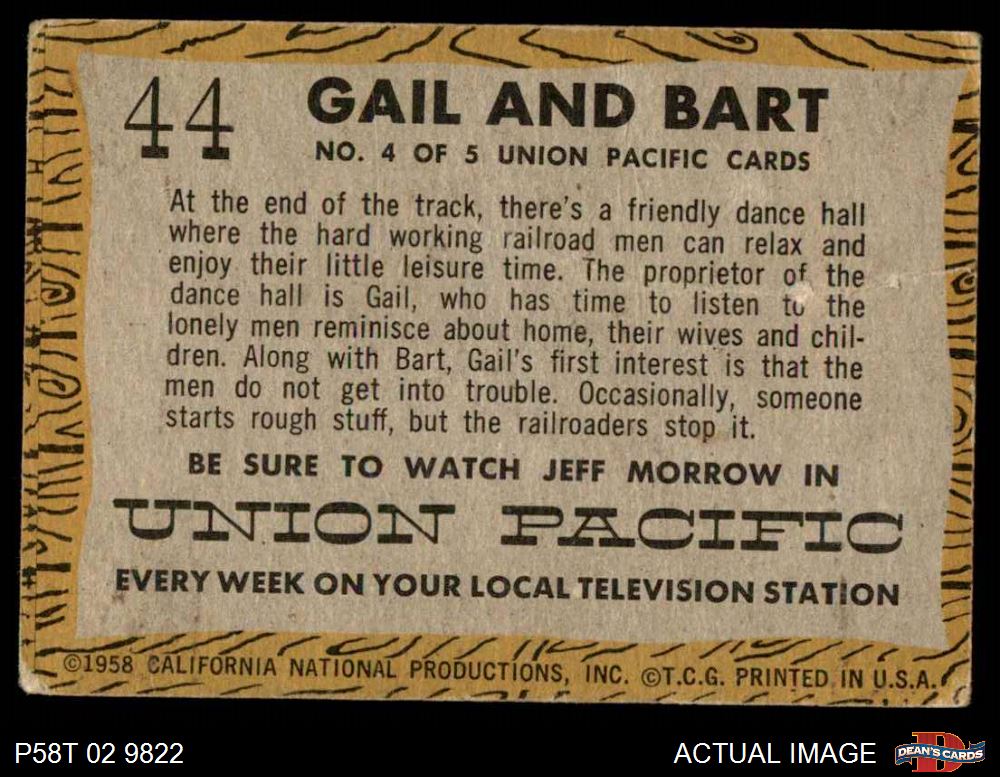 44
GAIL AND BART
NO. 4 OF 5 UNION PACIFIC CARDS
At the end of the track, there's a friendly dance hall
where the hard working railroad men can relax and
enjoy their little leisure time. The proprietor of the
dance hall is Gail, who has time to listen to the
lonely men reminisce about home, their wives and chil-
dren. Along with Bart, Gail's first interest is that the
men do not get into trouble. Occasionally, someone
starts rough stuff, but the railroaders stop it.
BE SURE TO WATCH JEFF MORROW IN
UNION PACIFIC
EVERY WEEK ON YOUR LOCAL TELEVISION STATION
©1958 CALIFORNIA NATIONAL PRODUCTIONS, INC. ©T.C.G. PRINTED IN U.S.A.
P58T 02 9822
ACTUAL IMAGE
D
DEAN'S CARDS